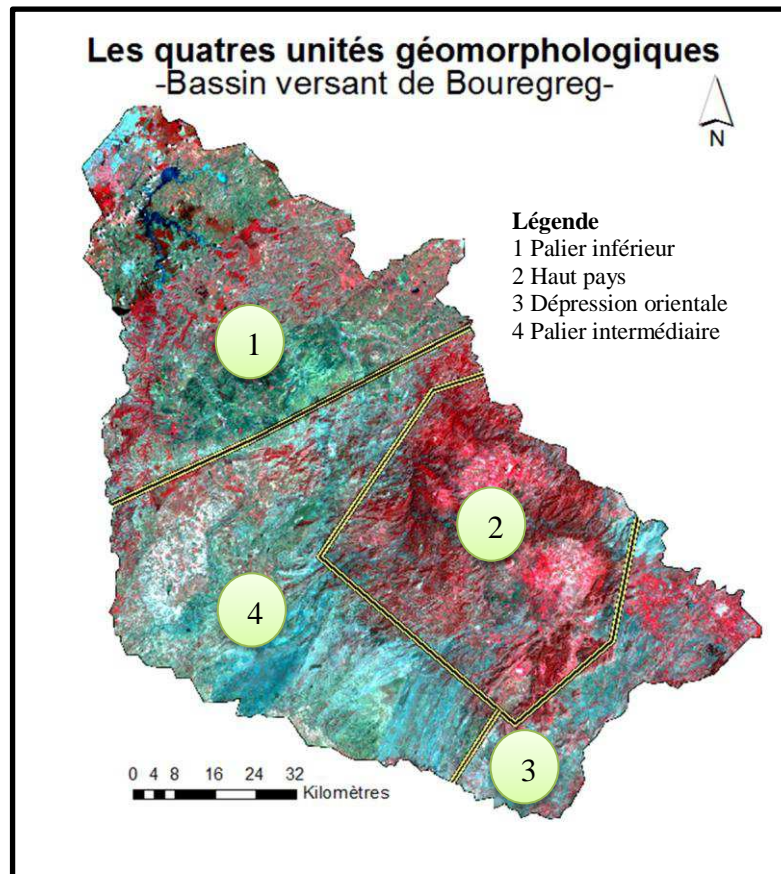 Les quatres unités géomorphologiques
-Bassin versant de Bouregreg-
N
Légende
1 Palier inférieur
2 Haut pays
3 Dépression orientale
4 Palier intermédiaire
1
2
4
3
0 4 8 16 24 32
Kilomètres